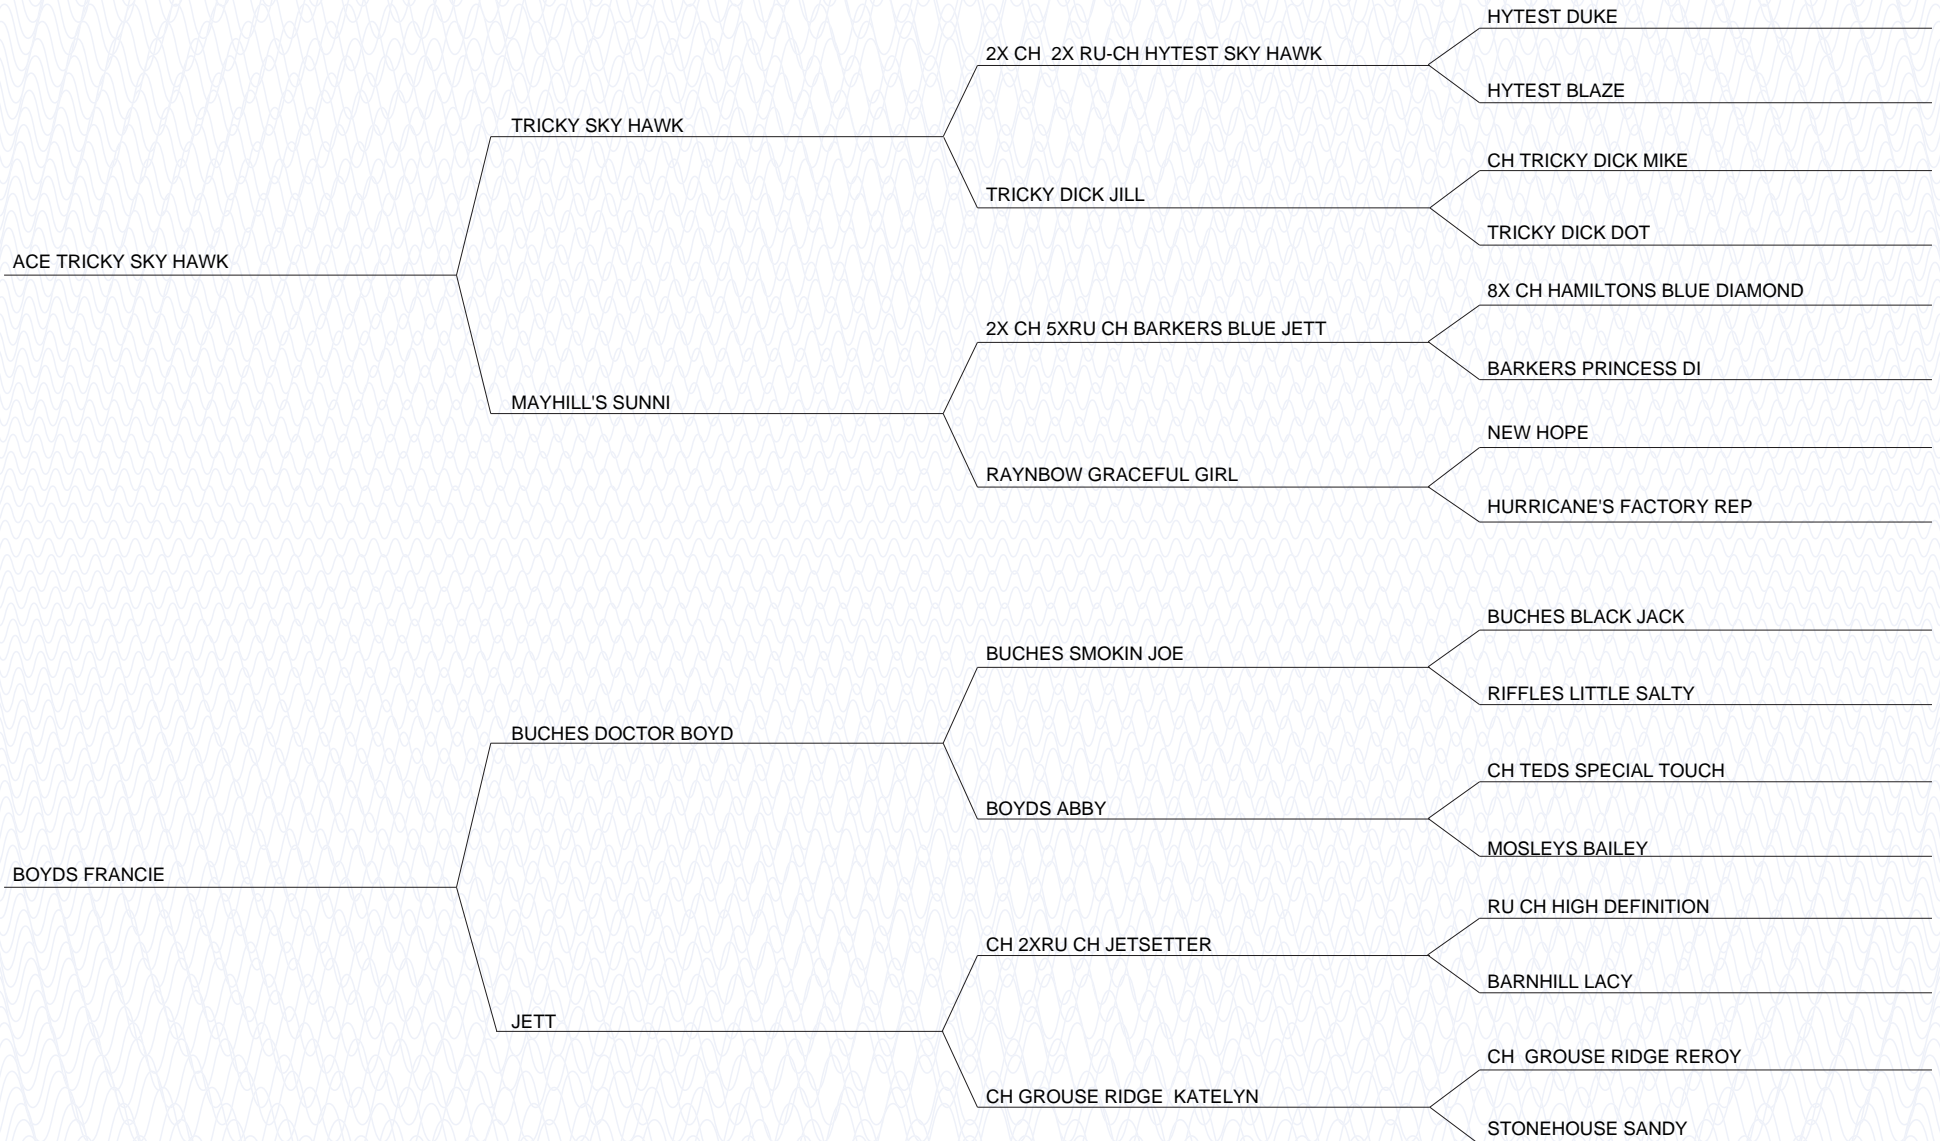 HYTEST DUKE
2X CH  2X RU-CH HYTEST SKY HAWK
HYTEST BLAZE
TRICKY SKY HAWK
CH TRICKY DICK MIKE
TRICKY DICK JILL
TRICKY DICK DOT
ACE TRICKY SKY HAWK
8X CH HAMILTONS BLUE DIAMOND
2X CH 5XRU CH BARKERS BLUE JETT
BARKERS PRINCESS DI
MAYHILL'S SUNNI
NEW HOPE
RAYNBOW GRACEFUL GIRL
HURRICANE'S FACTORY REP
BUCHES BLACK JACK
BUCHES SMOKIN JOE
RIFFLES LITTLE SALTY
BUCHES DOCTOR BOYD
CH TEDS SPECIAL TOUCH
BOYDS ABBY
MOSLEYS BAILEY
BOYDS FRANCIE
RU CH HIGH DEFINITION
CH 2XRU CH JETSETTER
BARNHILL LACY
JETT
CH  GROUSE RIDGE REROY
CH GROUSE RIDGE  KATELYN
STONEHOUSE SANDY